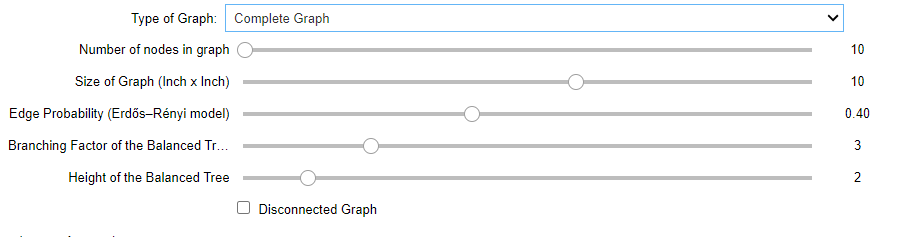 Type of Graph: Complete Graph
Number of nodes in graph 10
Size of Graph (Inch x Inch) 10
Edge Probability (Erdős–Rényi model) 0.40
Branching Factor of the Balanced Tr... 3
Height of the Balanced Tree 2
Disconnected Graph